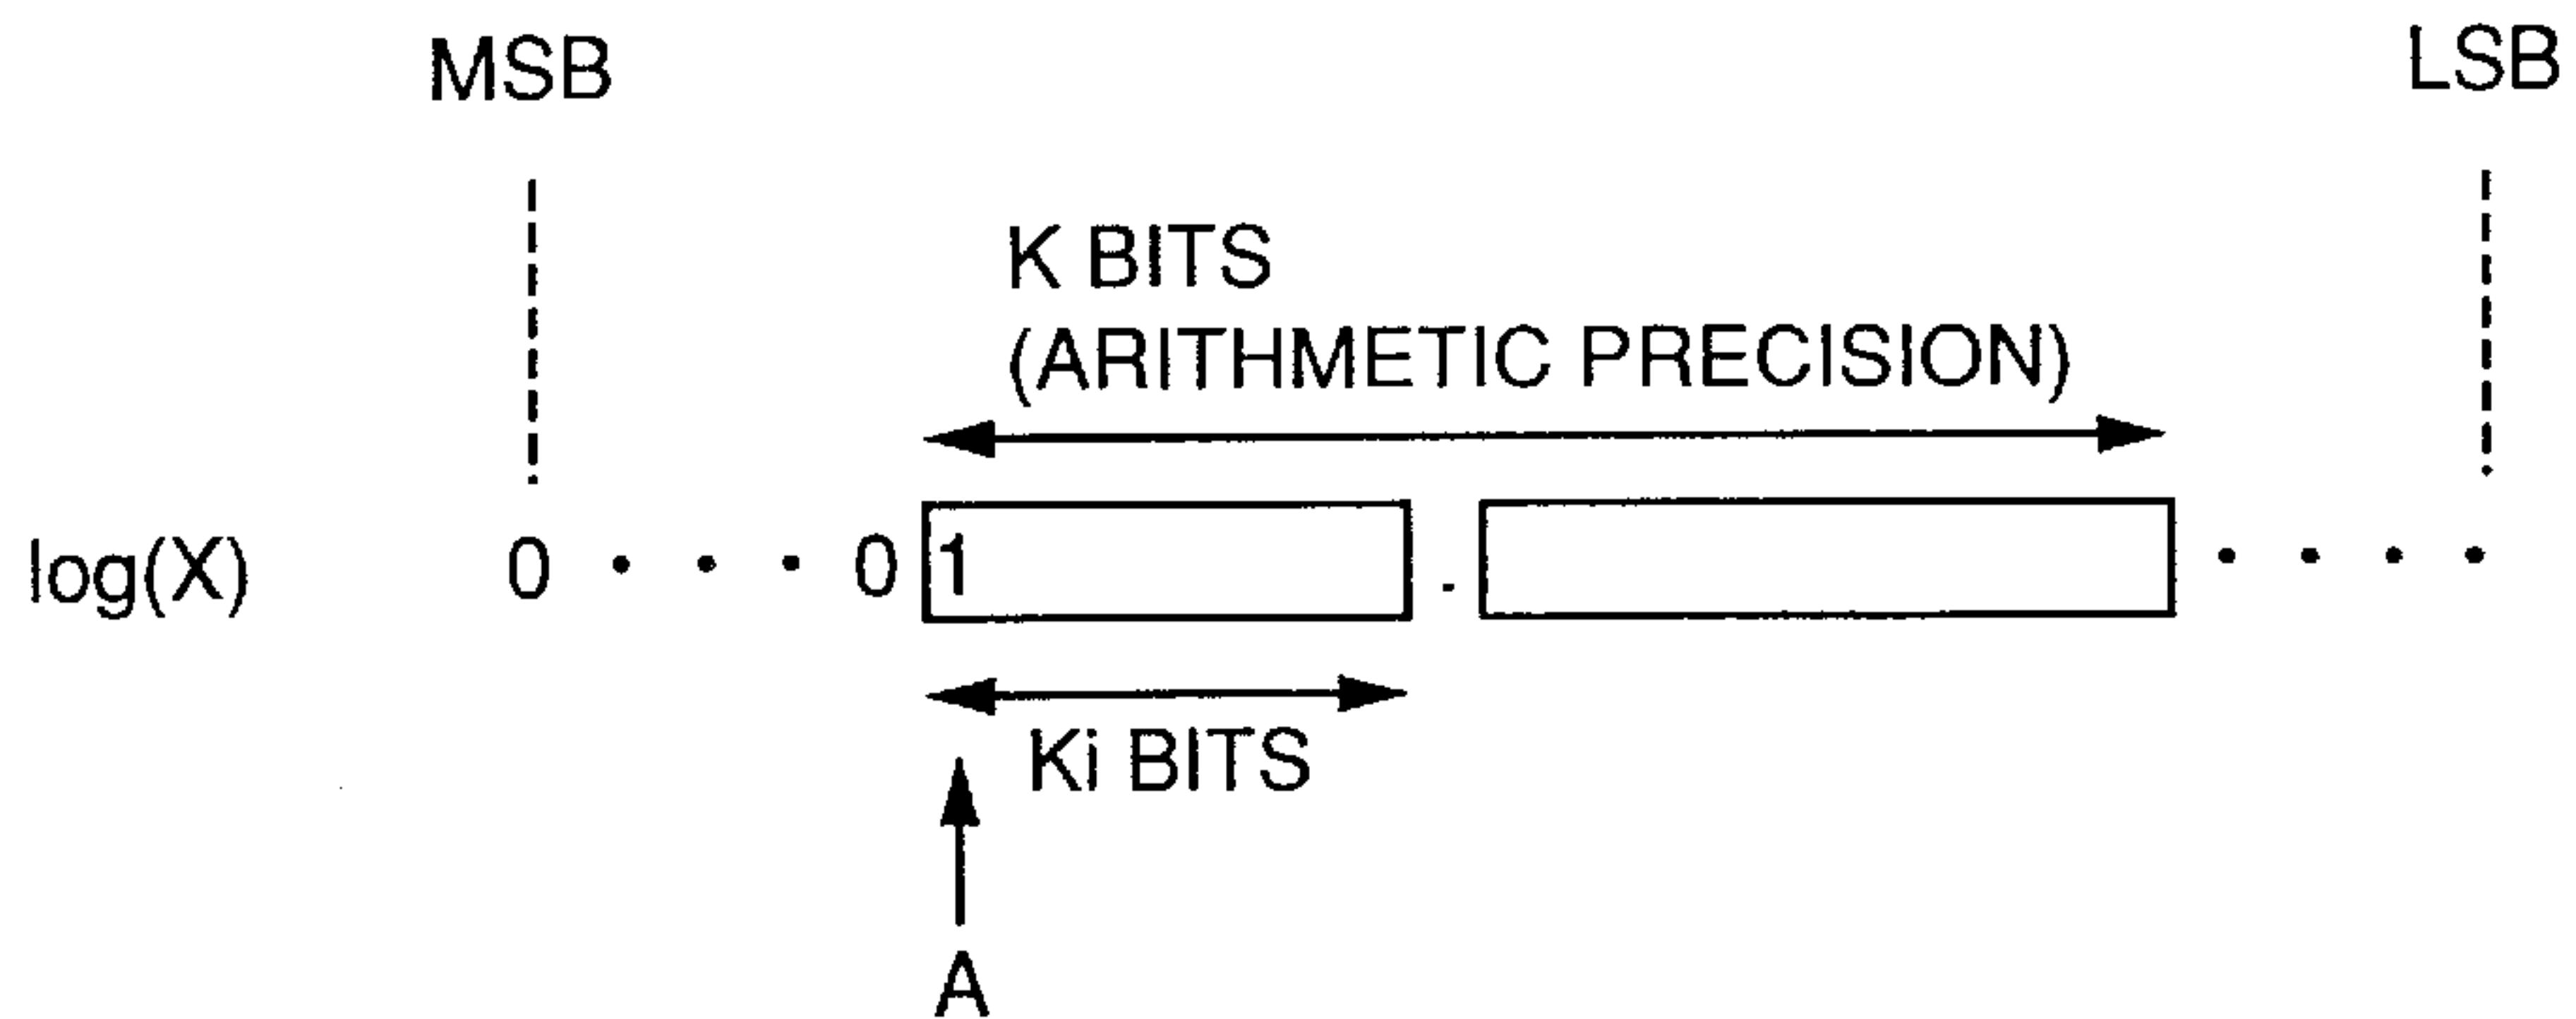 MSB LSB
K BITS
(ARITHMETIC PRECISION)
log(X) 0 · · · 0 1 . · · · ·
Ki BITS
A